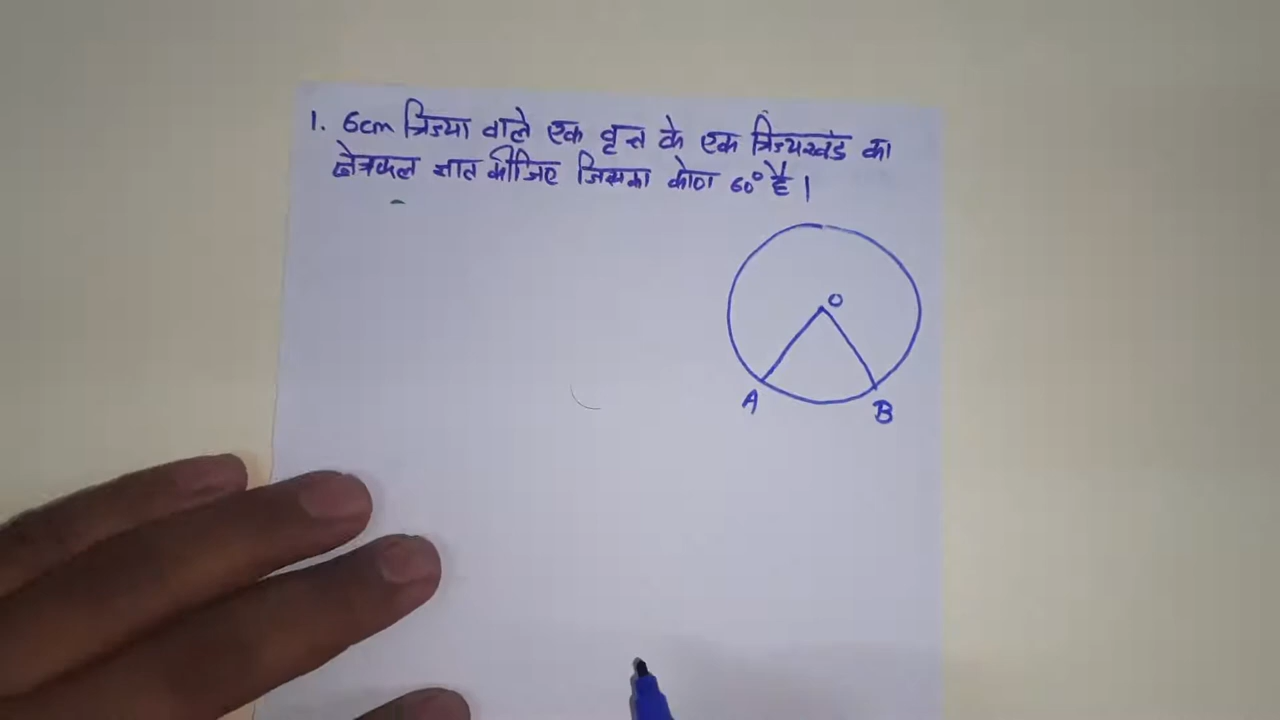 1. 6cm त्रिज्या वाले एक वृत्त के एक त्रिज्यखंड का
क्षेत्रफल ज्ञात कीजिए जिसका कोण 60° है।
O
A
B